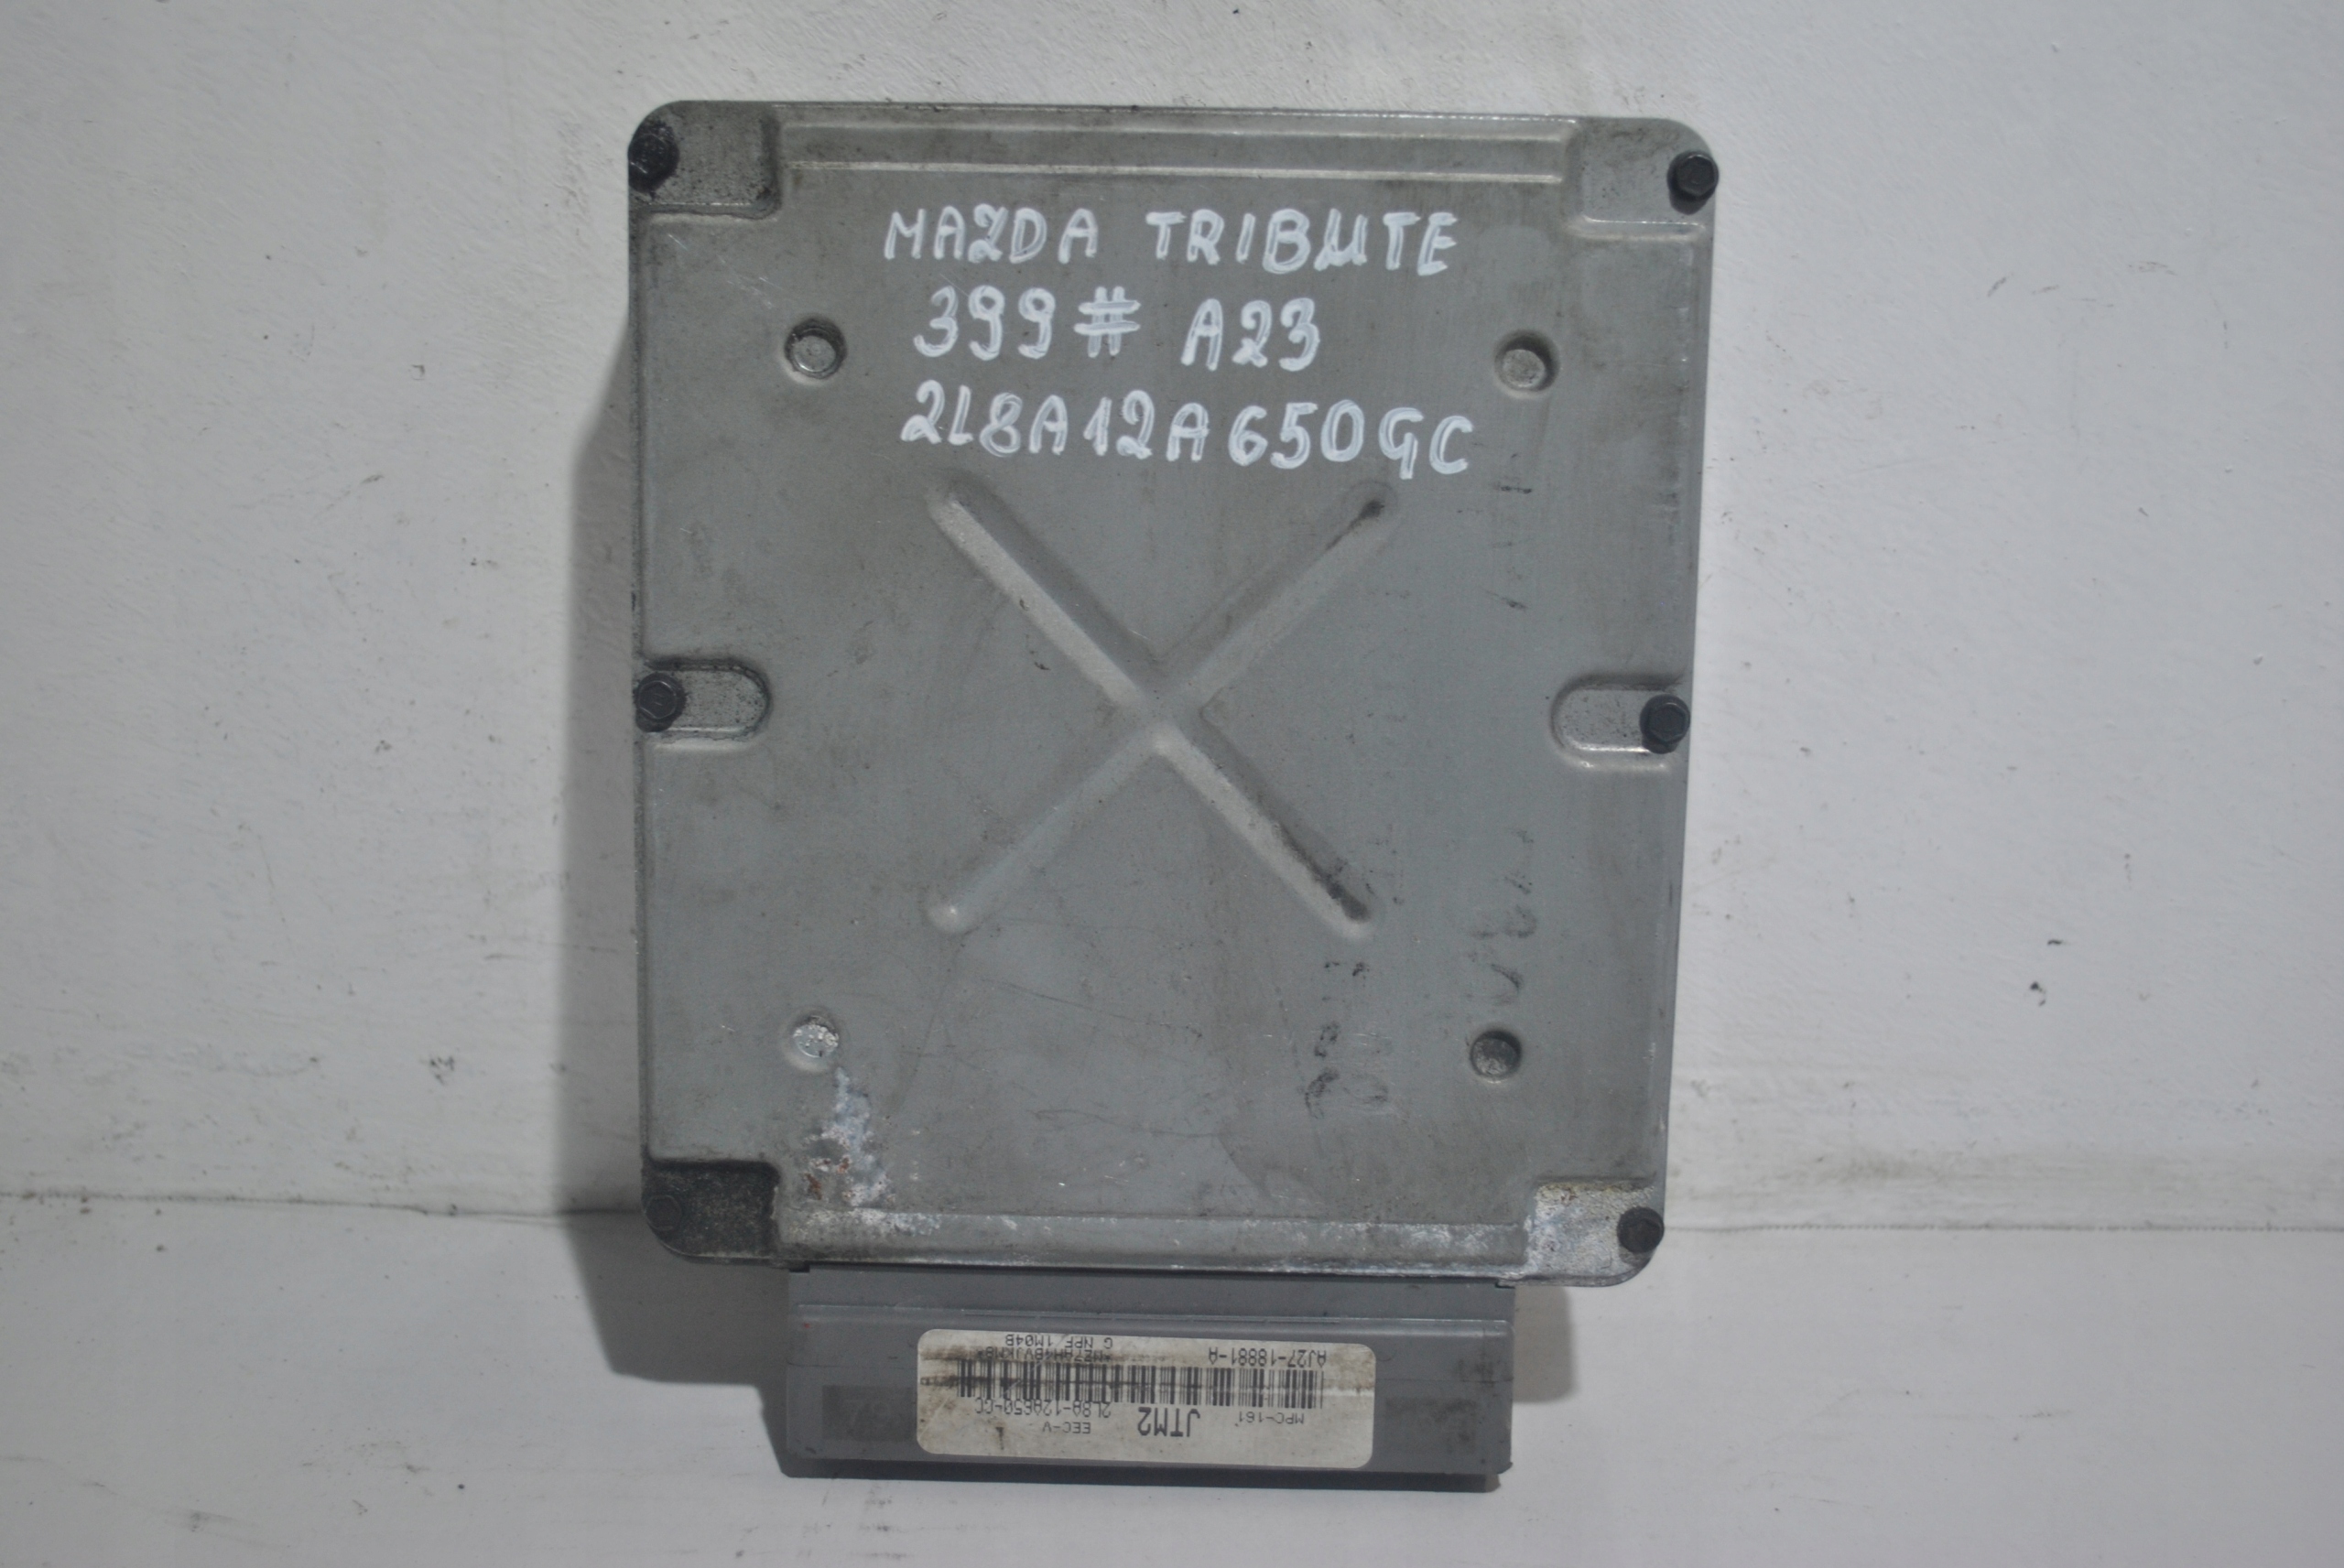 MAZDA TRIBUTE
399# A23
2L8A12A650GC
MPC-161
JTM2
EEC-V
2L8A-12A650-GC
AJ27-18881-A
G NPF 1M04B